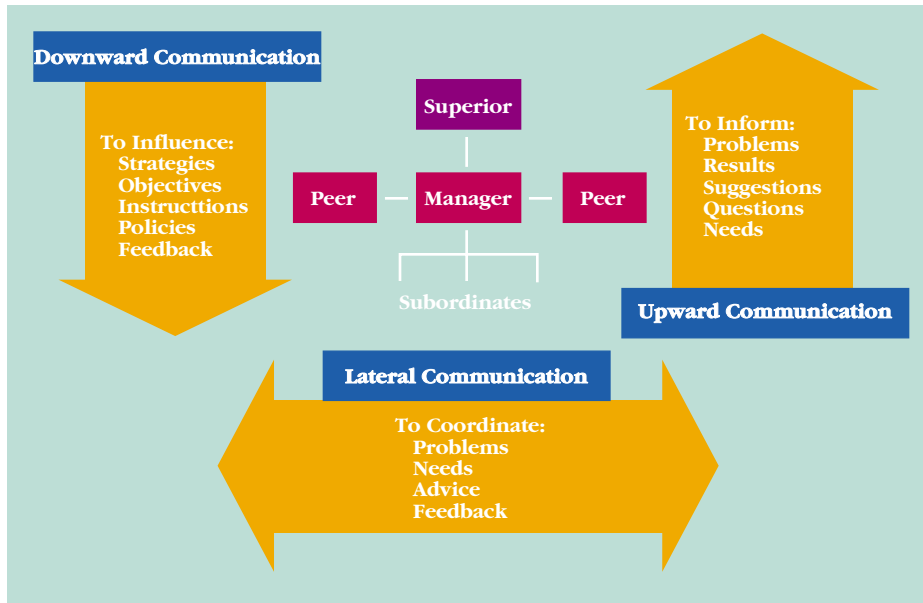 Downward Communication
To Influence:
Strategies
Objectives
Instructtions
Policies
Feedback
Superior
Peer
Manager
Peer
Subordinates
To Inform:
Problems
Results
Suggestions
Questions
Needs
Upward Communication
Lateral Communication
To Coordinate:
Problems
Needs
Advice
Feedback